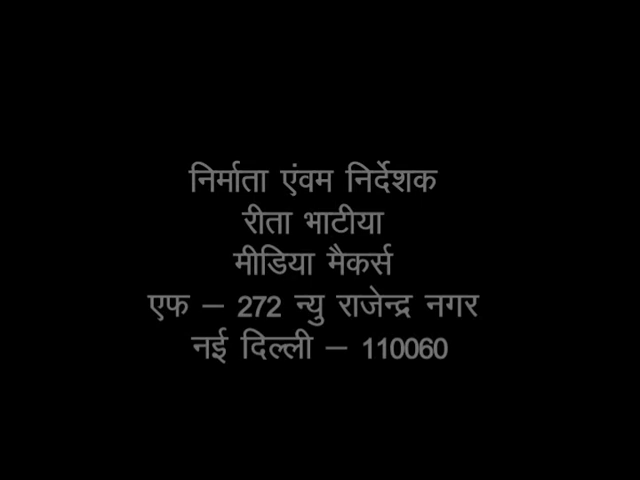 निर्माता एंवम निर्देशक
रीता भाटीया
मीडिया मैकर्स
एफ – 272 न्यु राजेन्द्र नगर
नई दिल्ली – 110060